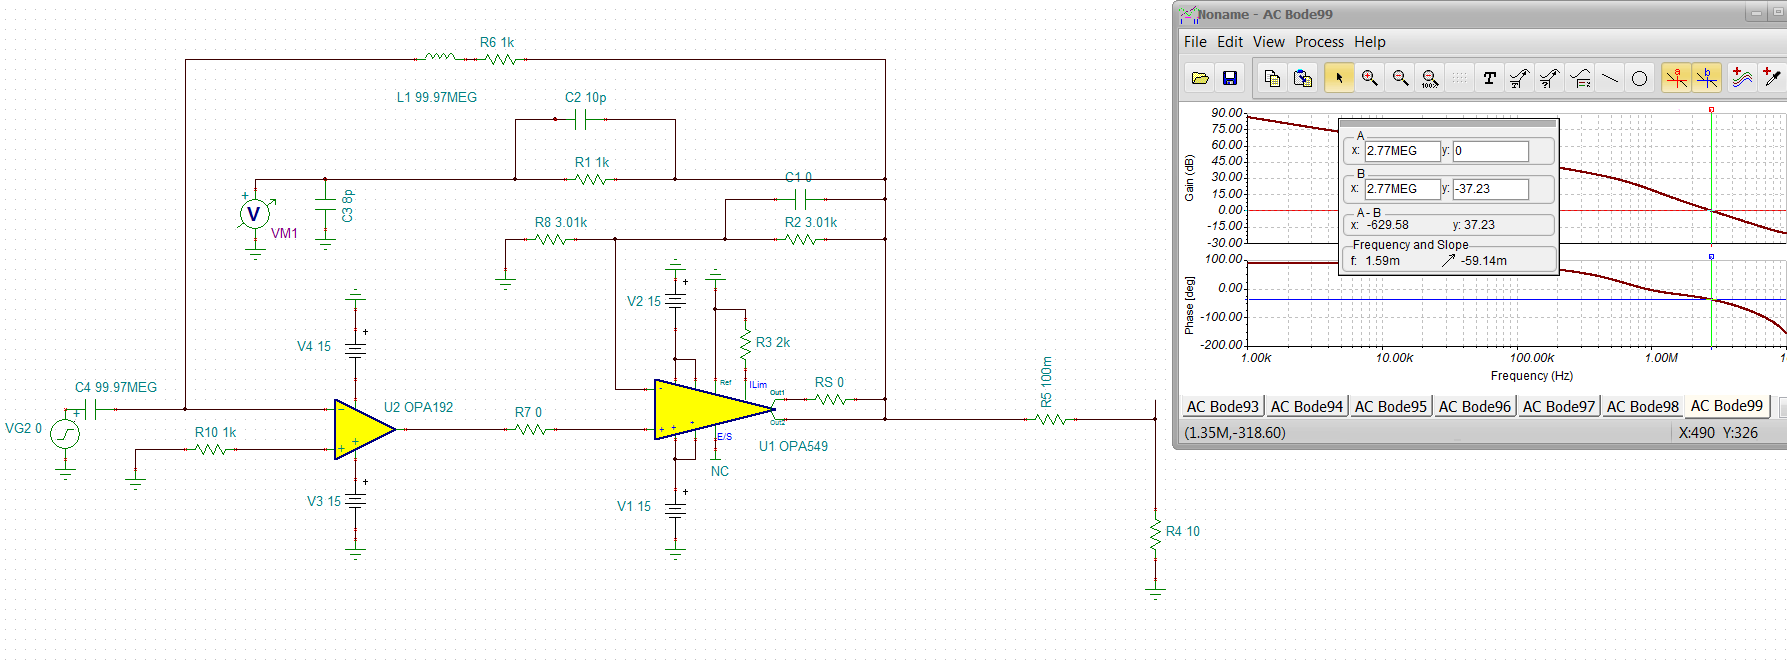 R6 1k
L1 99.97MEG
C2 10p
R1 1k
C1 0
C3 8p
V
+
VM1
R8 3.01k
R2 3.01k
V2 15
+
R3 2k
V4 15
+
Ref
ILim
C4 99.97MEG
U2 OPA192
R7 0
Out1
RS 0
R5 100m
VG2 0
+
R10 1k
Out2
E/S
U1 OPA549
NC
V3 15
+
V1 15
+
R4 10
Noname - AC Bode99
File Edit View Process Help
100%
T
a
b
Gain (dB)
90.00
75.00
60.00
45.00
30.00
15.00
0.00
-15.00
-30.00
A
x: 2.77MEG y: 0
B
x: 2.77MEG y: -37.23
A - B
x: -629.58 y: 37.23
Frequency and Slope
f: 1.59m -59.14m
Phase [deg]
100.00
0.00
-100.00
-200.00
1.00k 10.00k 100.00k 1.00M 1
Frequency (Hz)
AC Bode93 AC Bode94 AC Bode95 AC Bode96 AC Bode97 AC Bode98 AC Bode99
(1.35M,-318.60) X:490 Y:326